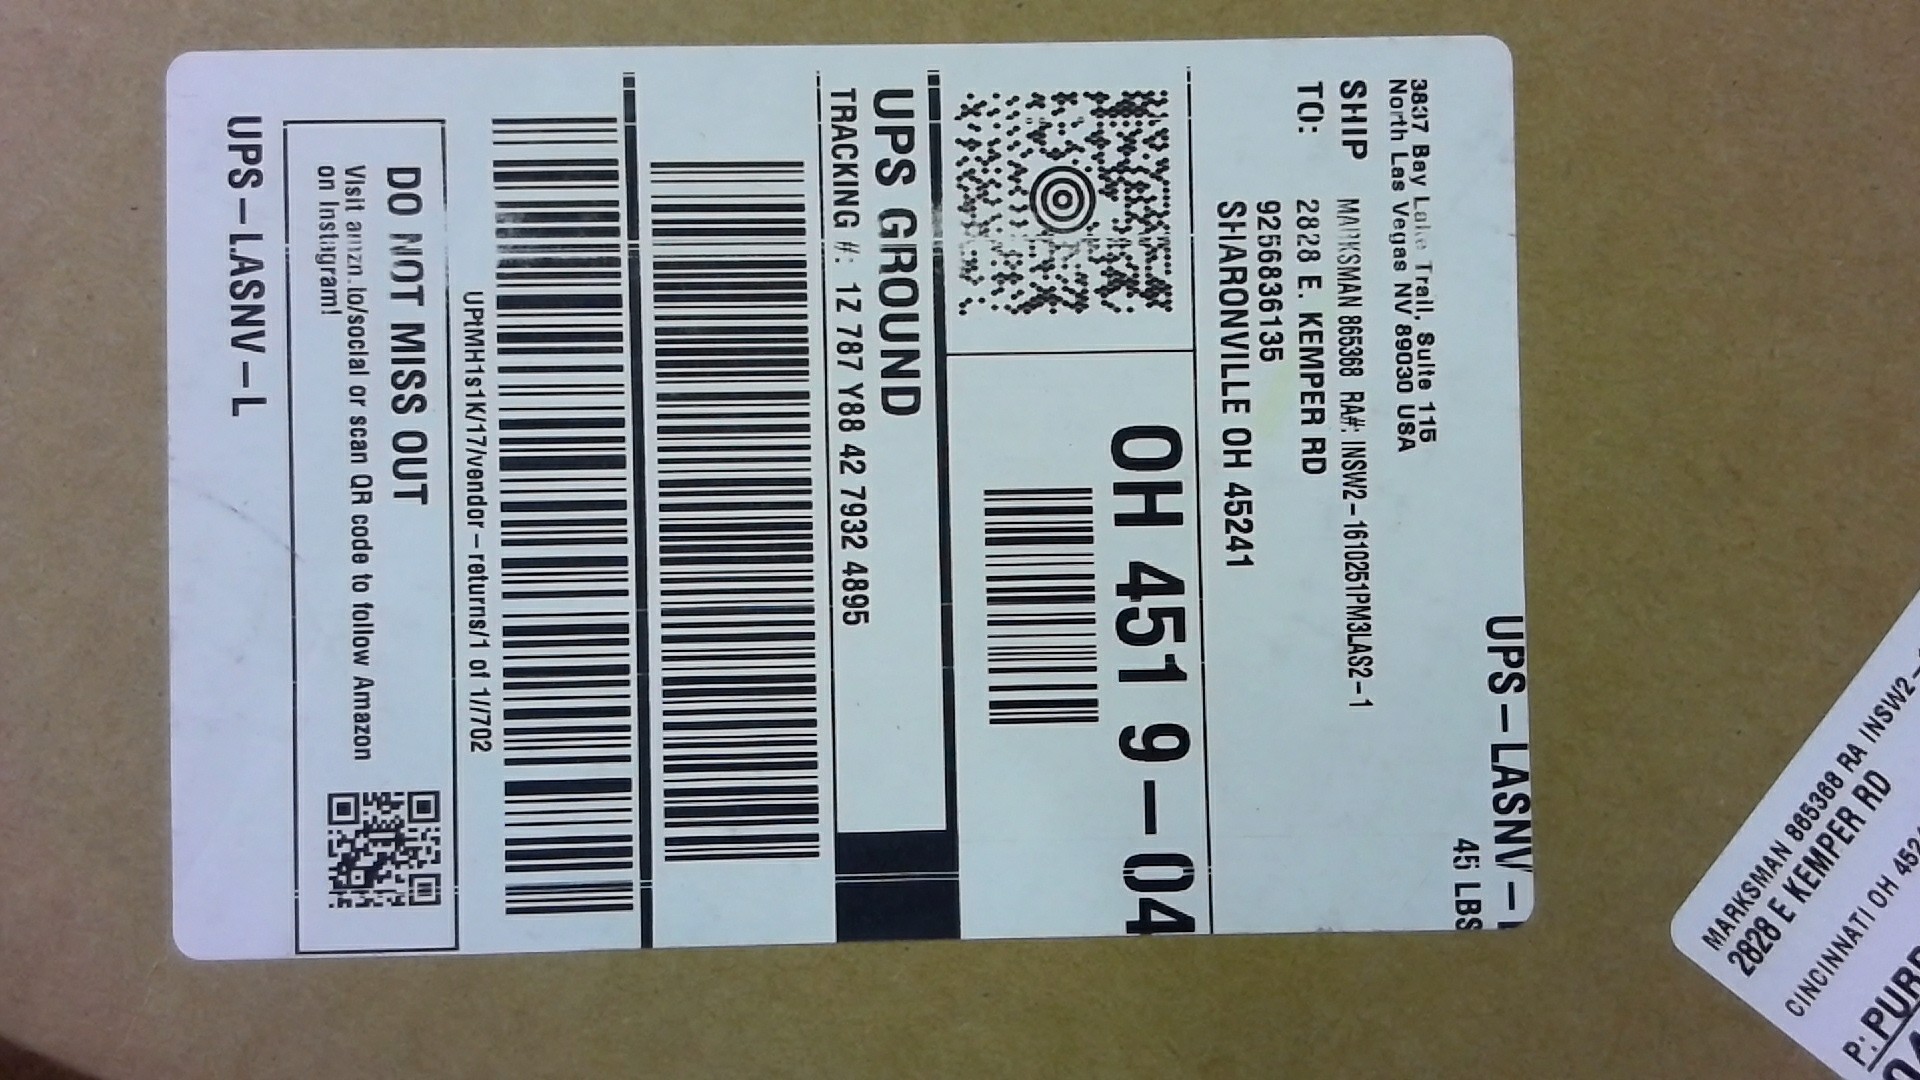 UPS-LASNV-
45 LBS
3837 Bay Lake Trail, Suite 115
North Las Vegas NV 89030 USA
SHIP MARKSMAN 865368 RA#: INSW2-1610251PM3LAS2-1
TO: 2828 E. KEMPER RD
9256836135
SHARONVILLE OH 45241
OH 451 9-04
UPS GROUND
TRACKING #: 1Z 787 Y88 42 7932 4895
UPtMH1s1K/17/vendor-returns/1 of 1//702
DO NOT MISS OUT
Visit amzn.to/social or scan QR code to follow Amazon
on Instagram!
UPS-LASNV-L
MARKSMAN 865368 RA INSW2-
2828 E KEMPER RD
CINCINNATI OH 452
P: PURP